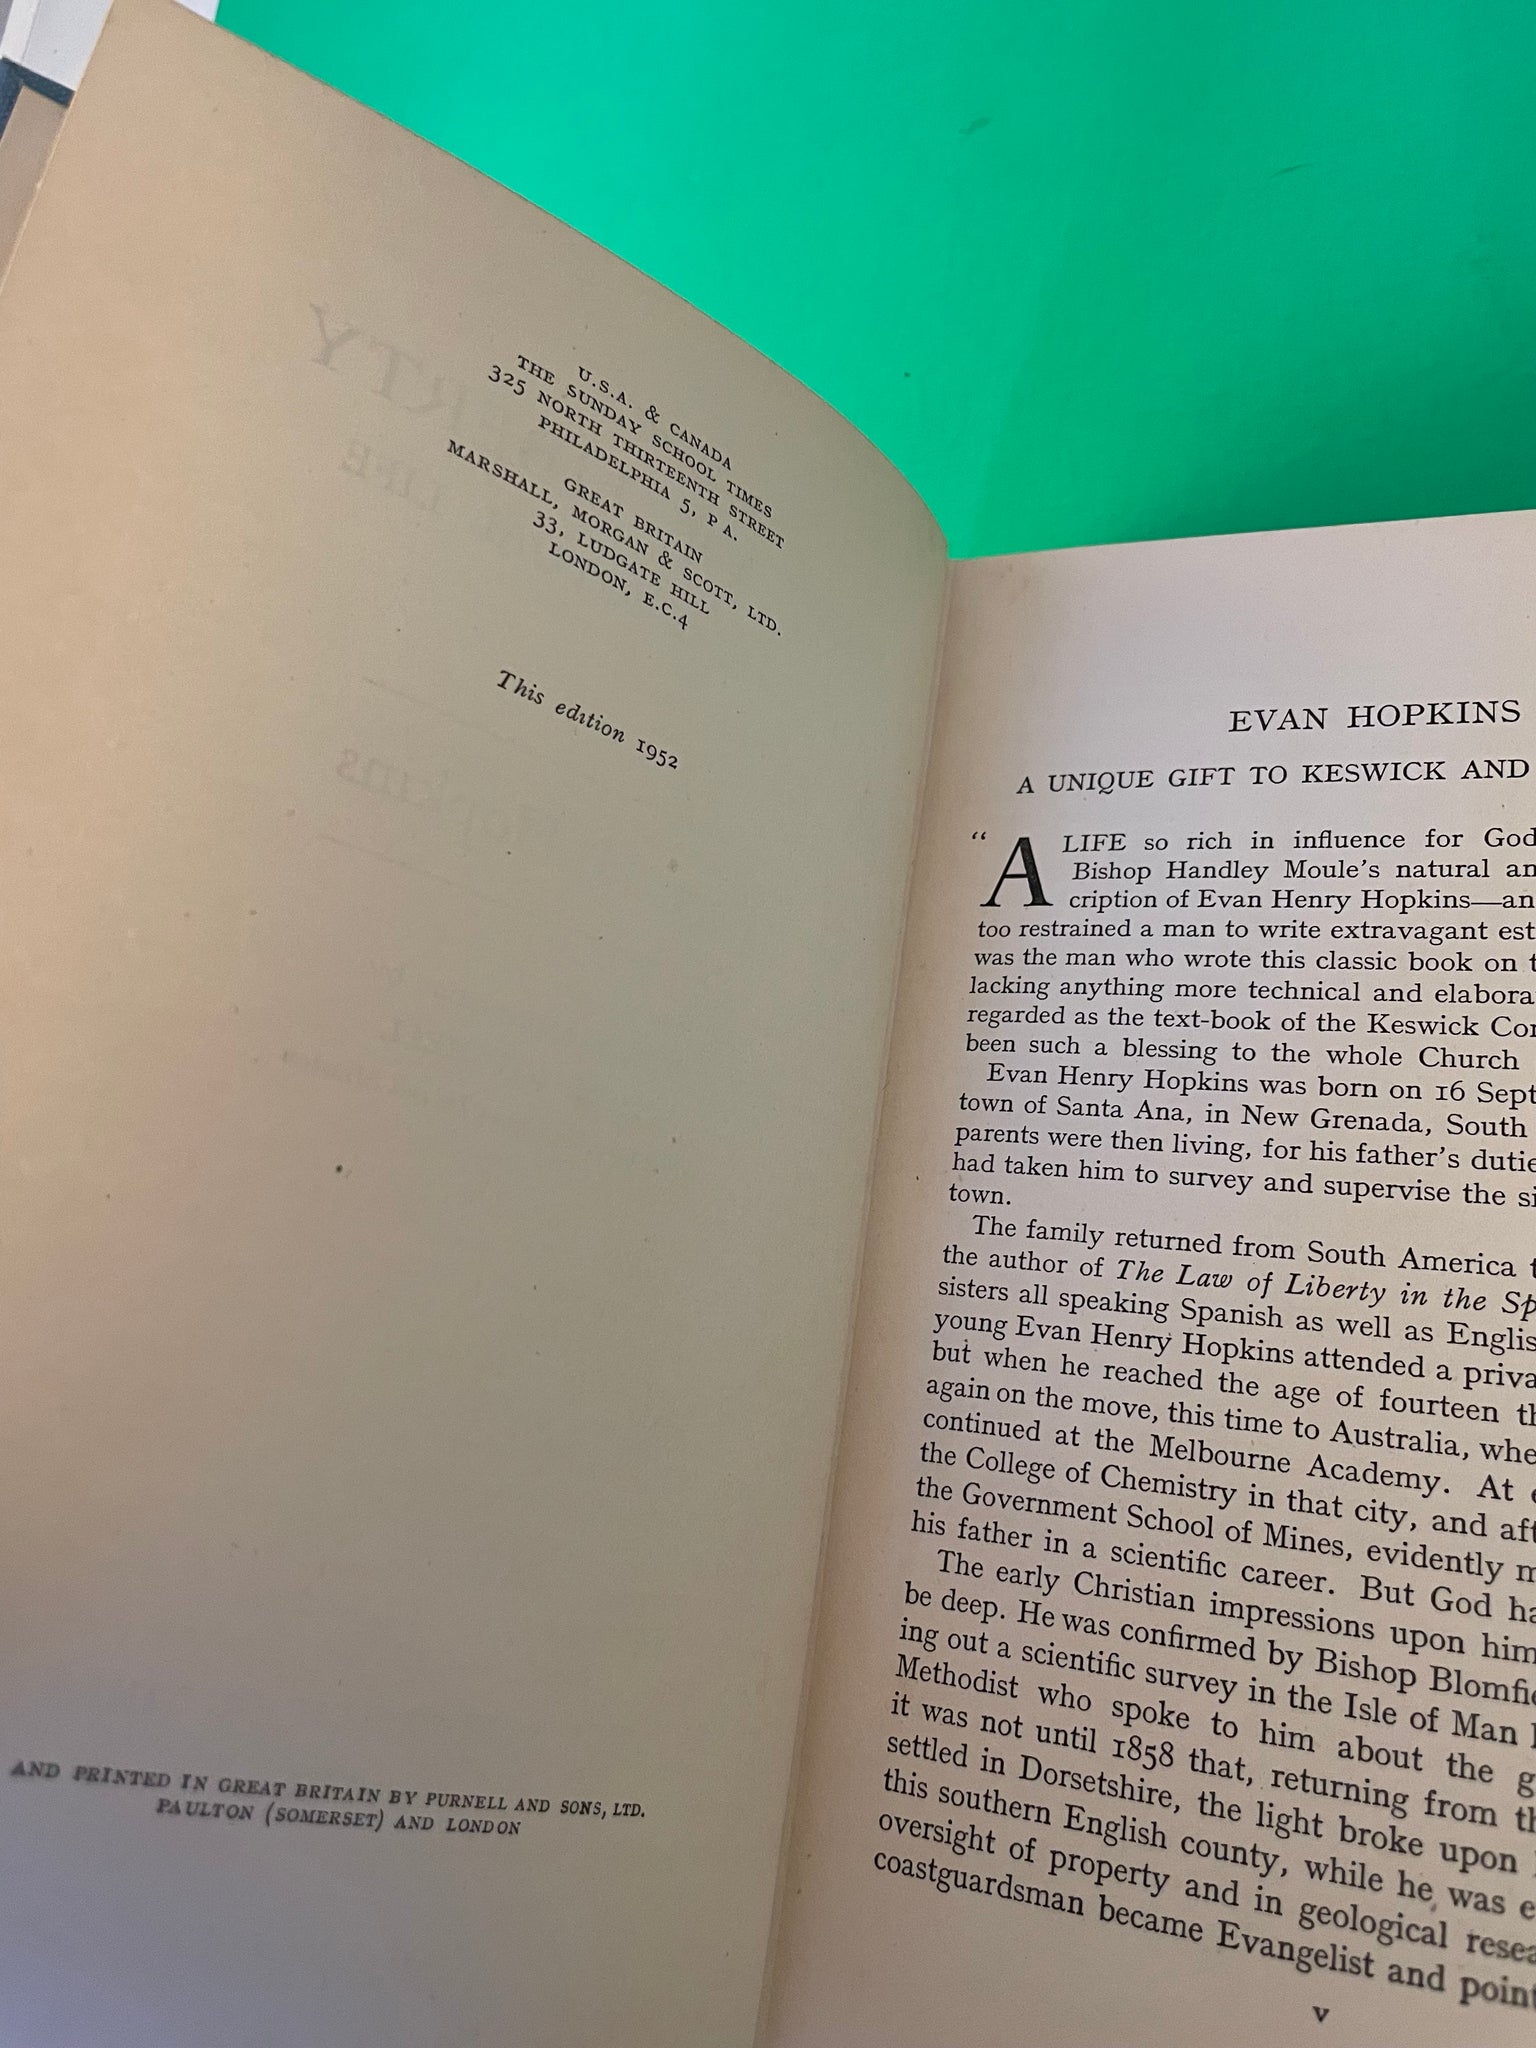 U.S.A. & CANADA
THE SUNDAY SCHOOL TIMES
325 NORTH THIRTEENTH STREET
PHILADELPHIA 5, P A.
GREAT BRITAIN
MARSHALL, MORGAN & SCOTT, LTD.
33, LUDGATE HILL
LONDON, E.C.4
This edition 1952
AND PRINTED IN GREAT BRITAIN BY PURNELL AND SONS, LTD.
PAULTON (SOMERSET) AND LONDON
EVAN HOPKINS
A UNIQUE GIFT TO KESWICK AND
"A LIFE so rich in influence for God
Bishop Handley Moule's natural an
cription of Evan Henry Hopkins—an
too restrained a man to write extravagant est
was the man who wrote this classic book on t
lacking anything more technical and elabora
regarded as the text-book of the Keswick Con
been such a blessing to the whole Church
Evan Henry Hopkins was born on 16 Sept
town of Santa Ana, in New Grenada, South
parents were then living, for his father's dutie
had taken him to survey and supervise the si
town.
The family returned from South America t
the author of The Law of Liberty in the Sp
sisters all speaking Spanish as well as Englis
young Evan Henry Hopkins attended a priva
but when he reached the age of fourteen th
again on the move, this time to Australia, whe
continued at the Melbourne Academy. At e
the College of Chemistry in that city, and aft
the Government School of Mines, evidently m
his father in a scientific career. But God ha
The early Christian impressions upon him
be deep. He was confirmed by Bishop Blomfie
ing out a scientific survey in the Isle of Man
Methodist who spoke to him about the g
it was not until 1858 that, returning from th
settled in Dorsetshire, the light broke upon
this southern English county, while he was e
oversight of property and in geological resea
coastguardsman became Evangelist and point
v